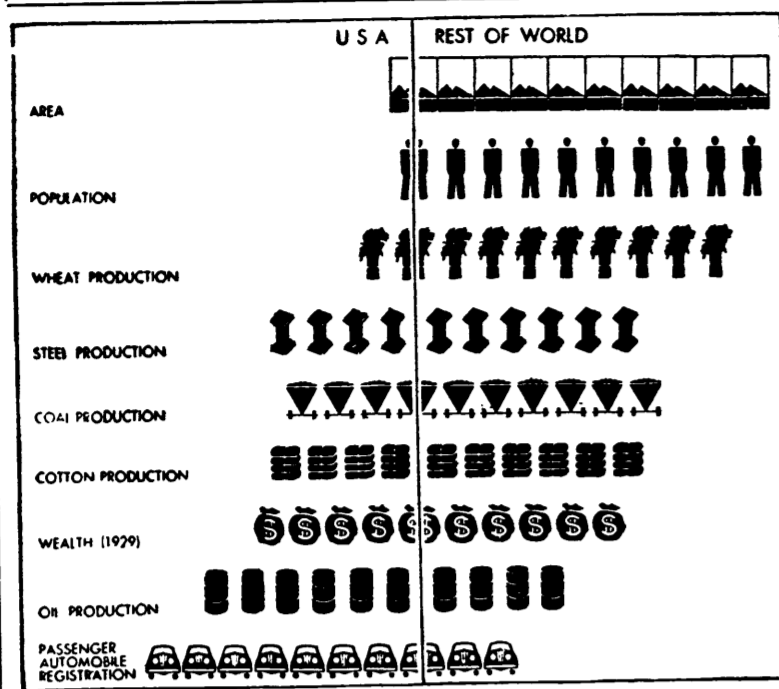 USA REST OF WORLD
AREA
POPULATION
WHEAT PRODUCTION
STEEL PRODUCTION
COAL PRODUCTION
COTTON PRODUCTION
$ $ $ $ $ $ $ $ $ $
WEALTH (1929)
OIL PRODUCTION
PASSENGER
AUTOMOBILE
REGISTRATION